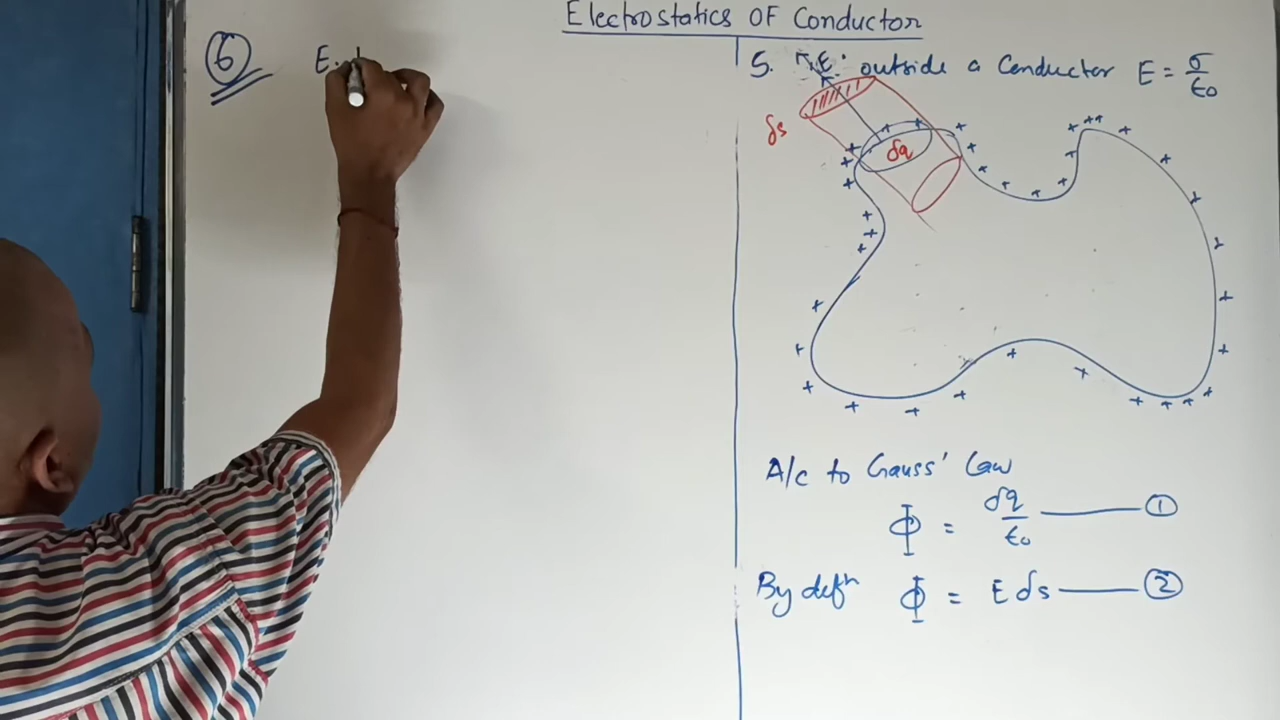 Electrostatics OF Conductor
6
E.
5. E. outside a Conductor E = σ/ϵ0
δs
δq
A/c to Gauss' Law
Φ = δq/ϵ0 ——— 1
By defn Φ = E δs ——— 2